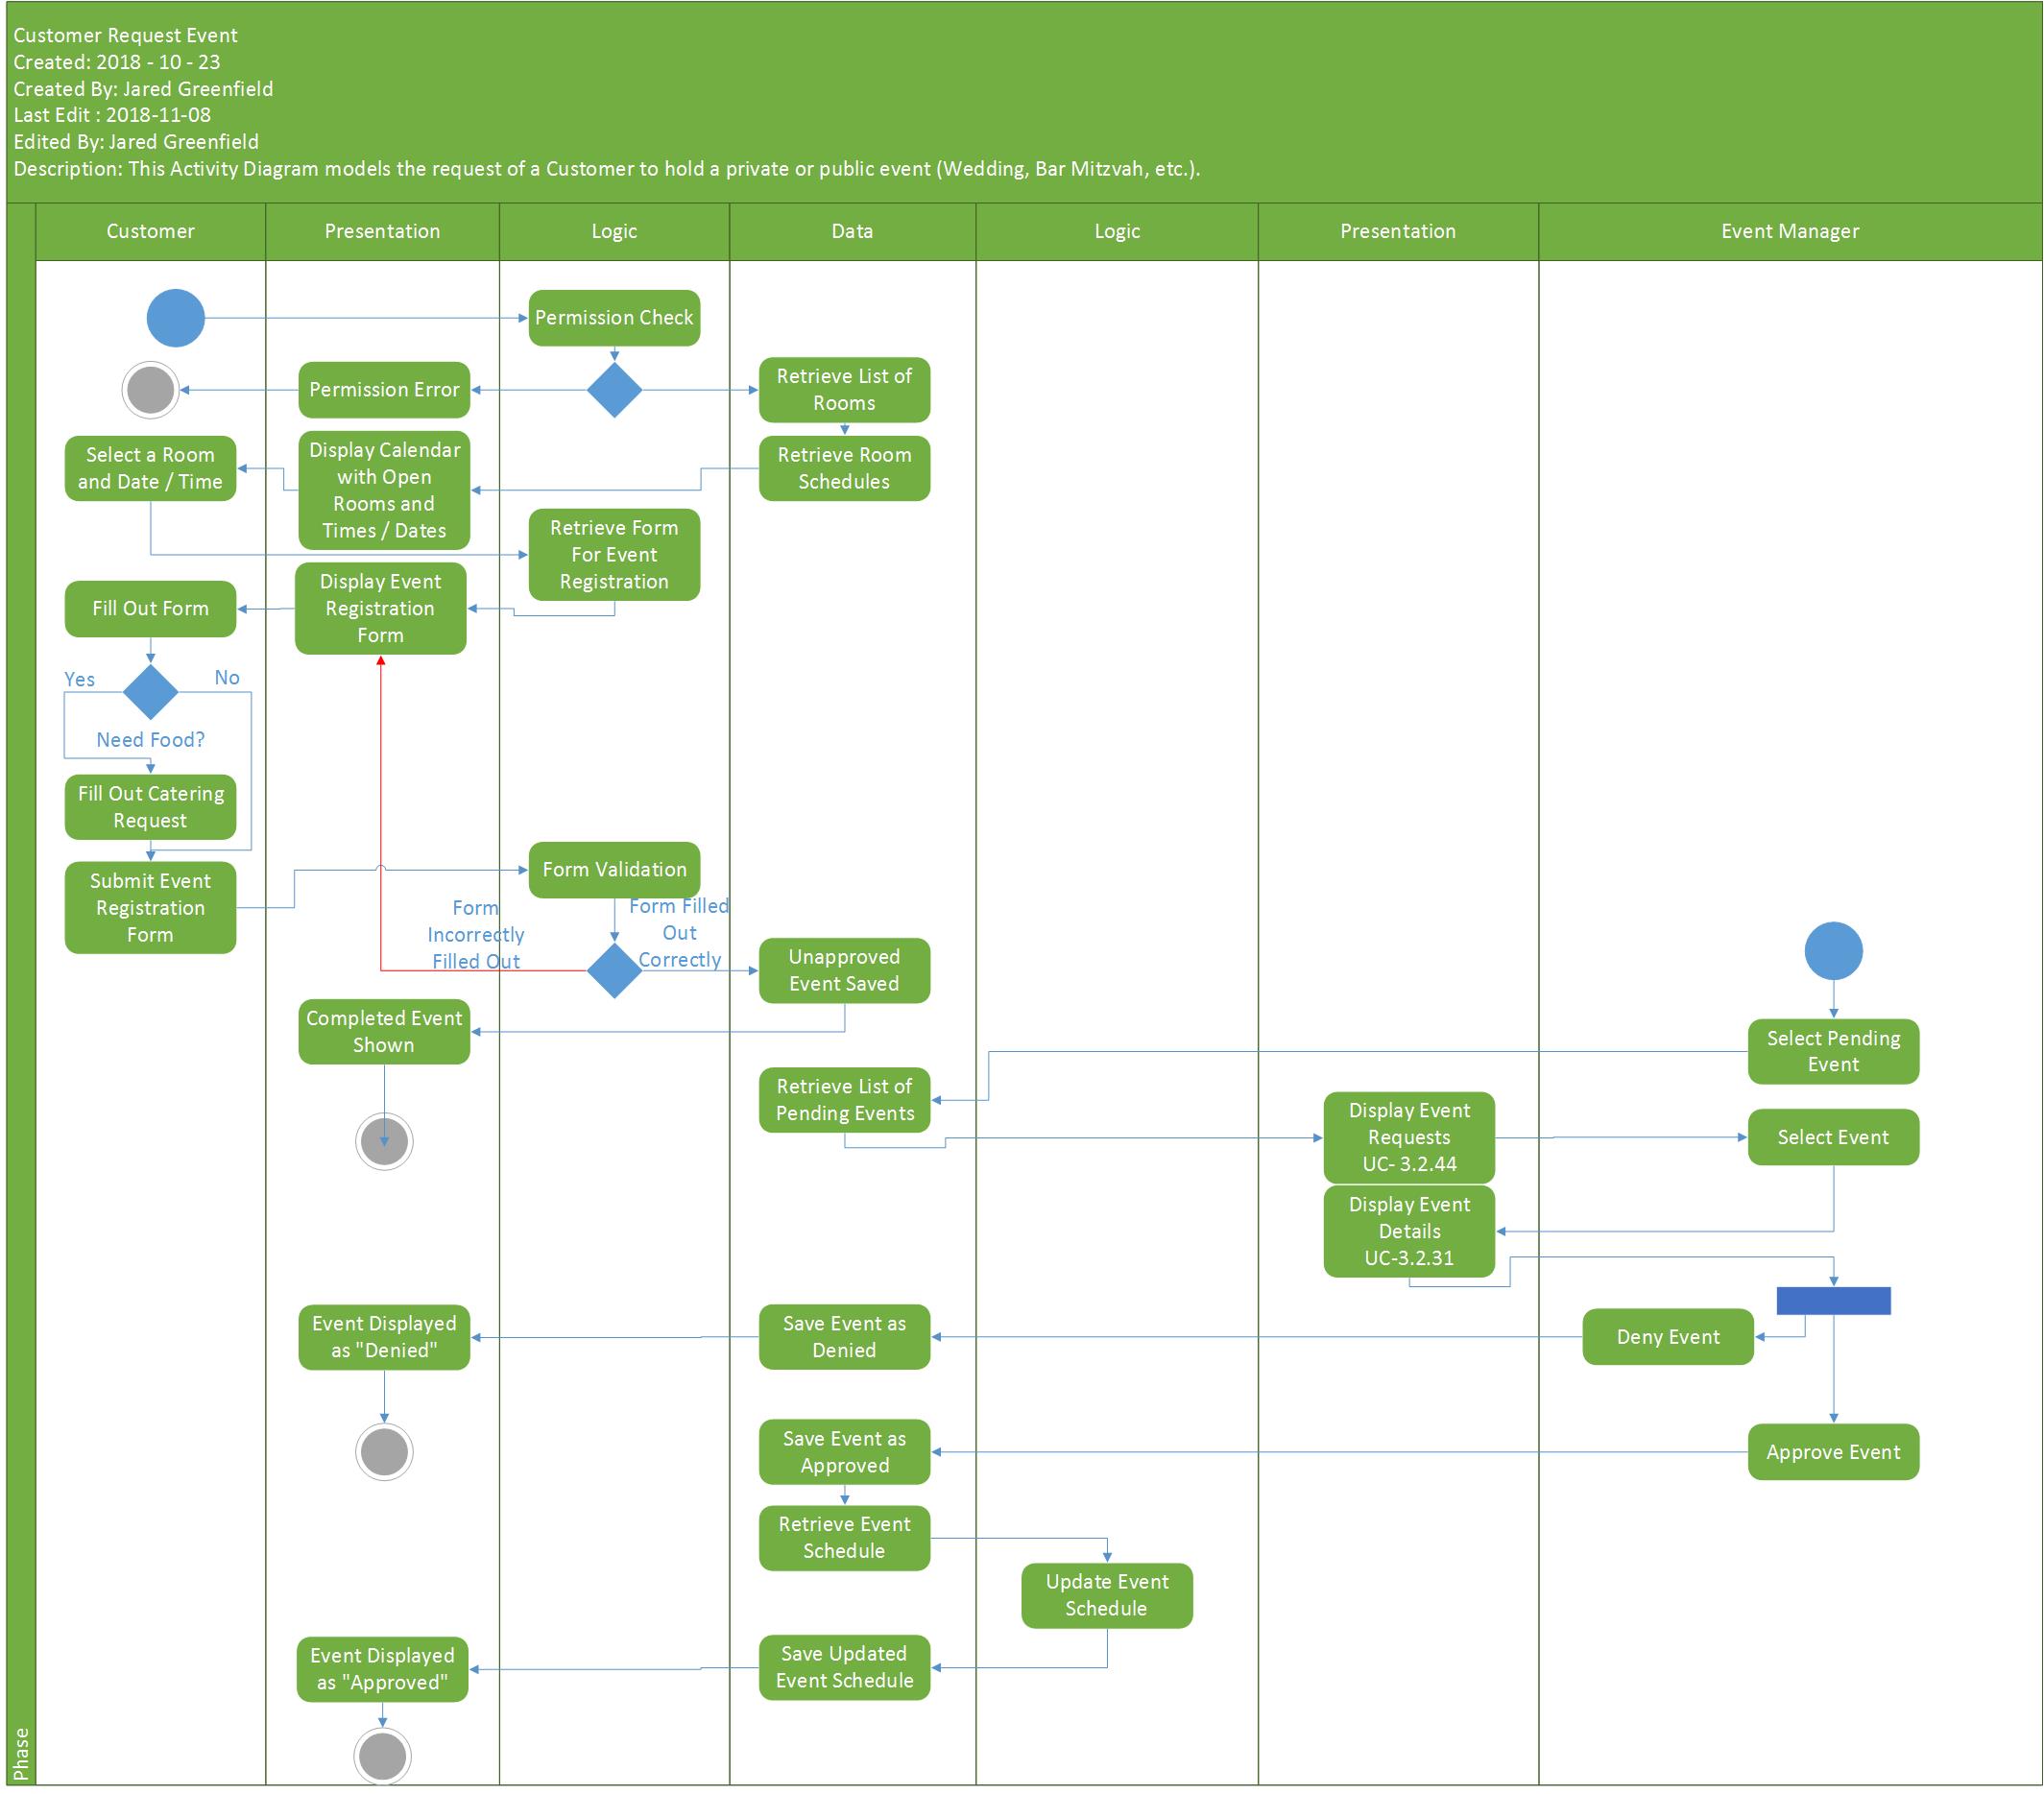 Customer Request Event
Created: 2018 - 10 - 23
Created By: Jared Greenfield
Last Edit : 2018-11-08
Edited By: Jared Greenfield
Description: This Activity Diagram models the request of a Customer to hold a private or public event (Wedding, Bar Mitzvah, etc.).
Customer
Presentation
Logic
Data
Logic
Presentation
Event Manager
Permission Check
Permission Error
Retrieve List of
Rooms
Select a Room
and Date / Time
Display Calendar
with Open
Rooms and
Times / Dates
Retrieve Room
Schedules
Retrieve Form
For Event
Registration
Fill Out Form
Display Event
Registration
Form
Yes
No
Need Food?
Fill Out Catering
Request
Submit Event
Registration
Form
Form Validation
Form
Incorrectly
Filled Out
Form Filled
Out
Correctly
Unapproved
Event Saved
Completed Event
Shown
Select Pending
Event
Retrieve List of
Pending Events
Display Event
Requests
UC- 3.2.44
Select Event
Display Event
Details
UC-3.2.31
Event Displayed
as "Denied"
Save Event as
Denied
Deny Event
Save Event as
Approved
Approve Event
Retrieve Event
Schedule
Update Event
Schedule
Event Displayed
as "Approved"
Save Updated
Event Schedule
Phase